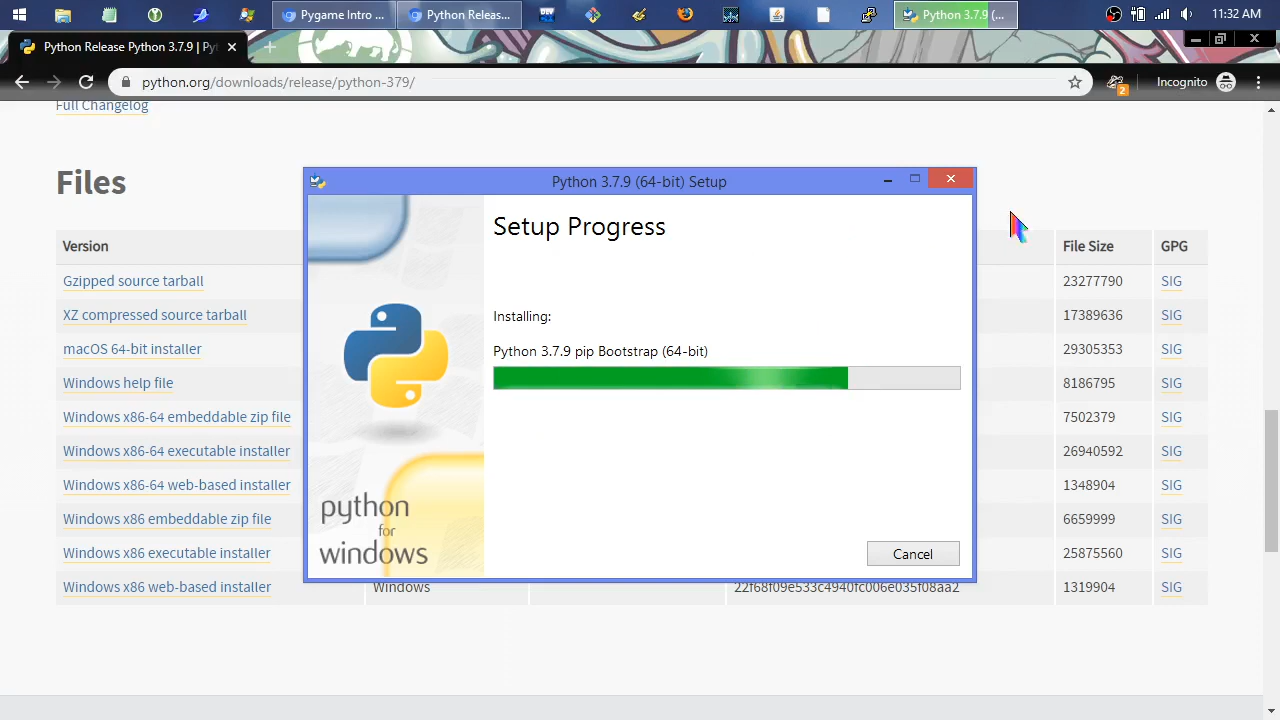 Pygame Intro ...
Python Releas...
Python 3.7.9 (...
11:32 AM
Python Release Python 3.7.9 | Pyt
python.org/downloads/release/python-379/
2
Incognito
Full Changelog
Files
Python 3.7.9 (64-bit) Setup
Setup Progress
Installing:
Python 3.7.9 pip Bootstrap (64-bit)
python
for
windows
Cancel
Version File Size GPG
Gzipped source tarball 23277790 SIG
XZ compressed source tarball 17389636 SIG
macOS 64-bit installer 29305353 SIG
Windows help file 8186795 SIG
Windows x86-64 embeddable zip file 7502379 SIG
Windows x86-64 executable installer 26940592 SIG
Windows x86-64 web-based installer 1348904 SIG
Windows x86 embeddable zip file 6659999 SIG
Windows x86 executable installer 25875560 SIG
Windows x86 web-based installer Windows 22f68f09e533c4940fc006e035f08aa2 1319904 SIG